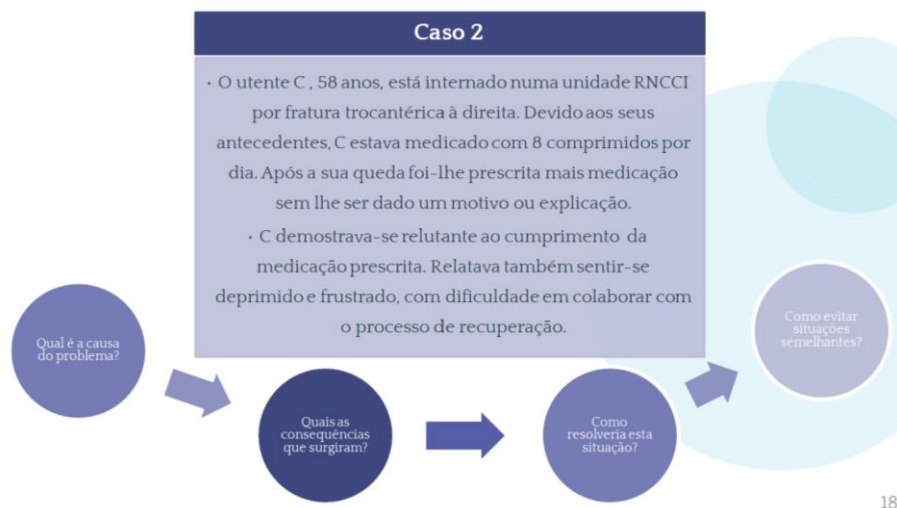 Caso 2
· O utente C , 58 anos, está internado numa unidade RNCCI
por fratura trocantérica à direita. Devido aos seus
antecedentes, C estava medicado com 8 comprimidos por
dia. Após a sua queda foi-lhe prescrita mais medicação
sem lhe ser dado um motivo ou explicação.
· C demostrava-se relutante ao cumprimento da
medicação prescrita. Relatava também sentir-se
deprimido e frustrado, com dificuldade em colaborar com
o processo de recuperação.
Qual é a causa
do problema?
Quais as
consequências
que surgiram?
Como
resolveria esta
situação?
Como evitar
situações
semelhantes?
18